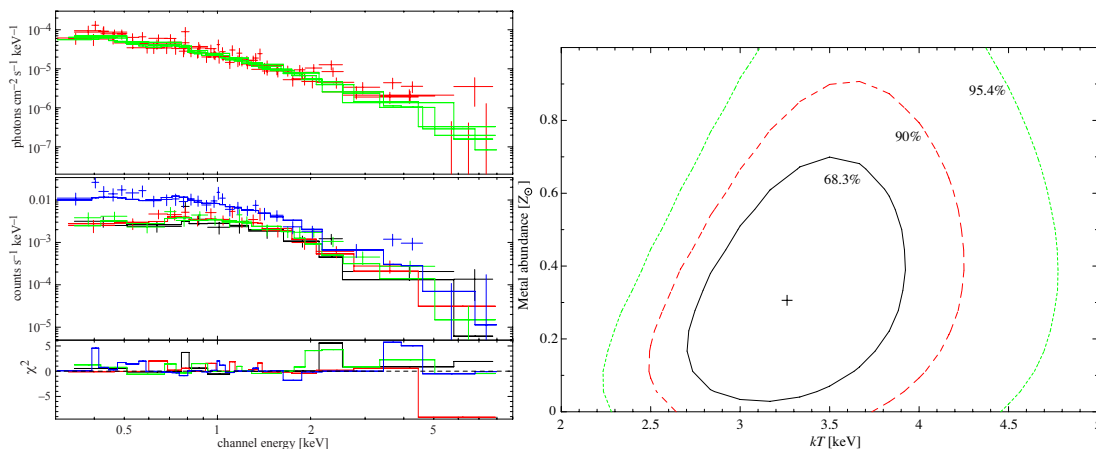 photons cm−2 s−1 keV−1
10−4
10−5
10−6
10−7
counts s−1 keV−1
0.01
10−3
10−4
10−5
χ2
5
0
−5
0.5 1 2 5
channel energy [keV]
Metal abundance [Z⊙]
0.8
0.6
0.4
0.2
0
2 2.5 3 3.5 4 4.5
kT [keV]
95.4%
90%
68.3%